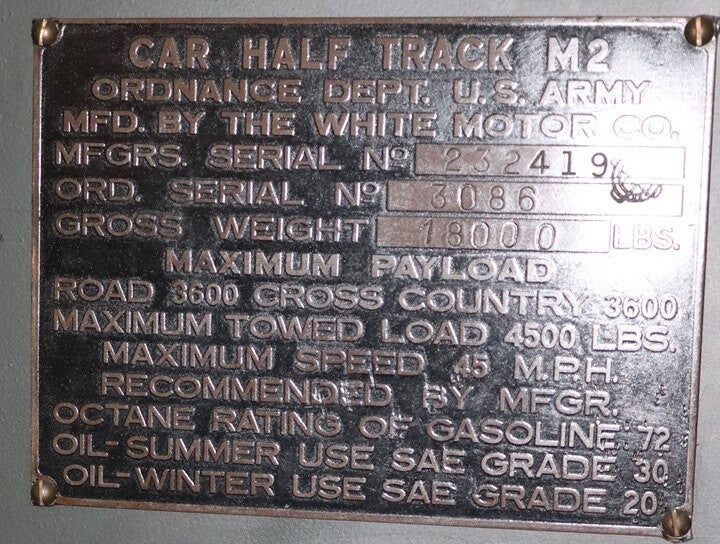 CAR HALF TRACK M2
ORDNANCE DEPT. U.S. ARMY
MFD. BY THE WHITE MOTOR CO.
MFGRS. SERIAL Nº 232419
ORD. SERIAL Nº 3086
GROSS WEIGHT 18000 LBS.
MAXIMUM PAYLOAD
ROAD 3600 CROSS COUNTRY 3600
MAXIMUM TOWED LOAD 4500 LBS.
MAXIMUM SPEED 45 M.P.H.
RECOMMENDED BY MFGR.
OCTANE RATING OF GASOLINE 72
OIL-SUMMER USE SAE GRADE 30
OIL-WINTER USE SAE GRADE 20